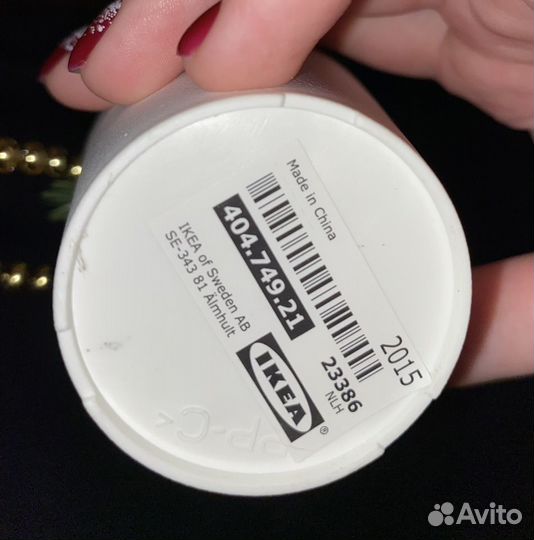 Made in China
404.749.21
IKEA of Sweden AB
SE-343 81 Älmhult
2015
23386
NLH
IKEA®
Avito